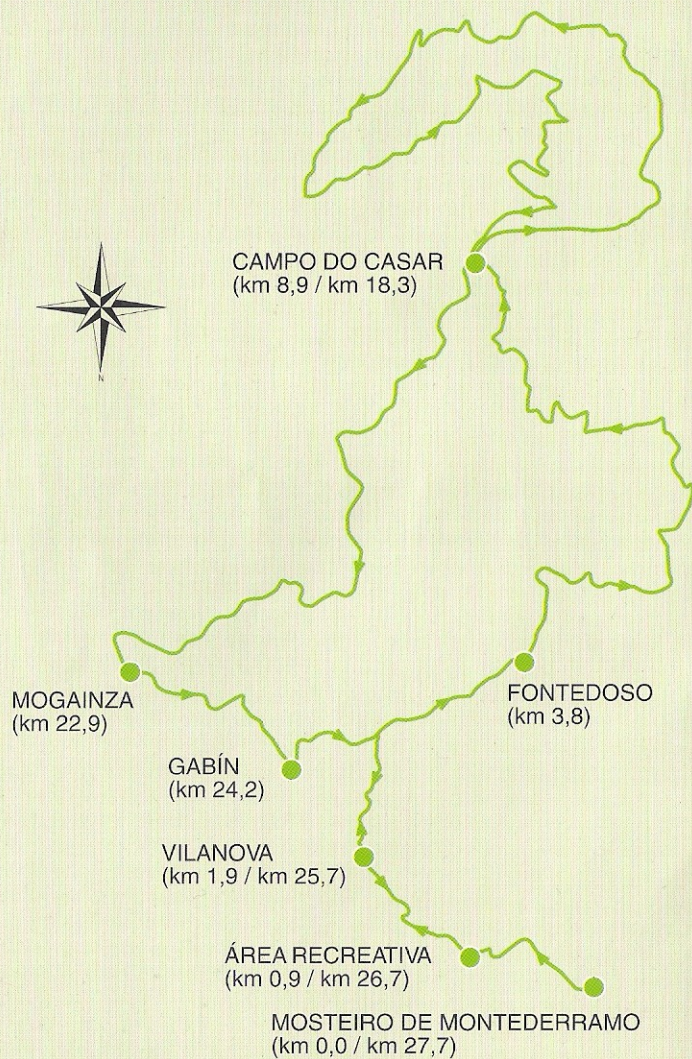 CAMPO DO CASAR
(km 8,9 / km 18,3)
N
MOGAINZA
(km 22,9)
FONTEDOSO
(km 3,8)
GABÍN
(km 24,2)
VILANOVA
(km 1,9 / km 25,7)
ÁREA RECREATIVA
(km 0,9 / km 26,7)
MOSTEIRO DE MONTEDERRAMO
(km 0,0 / km 27,7)